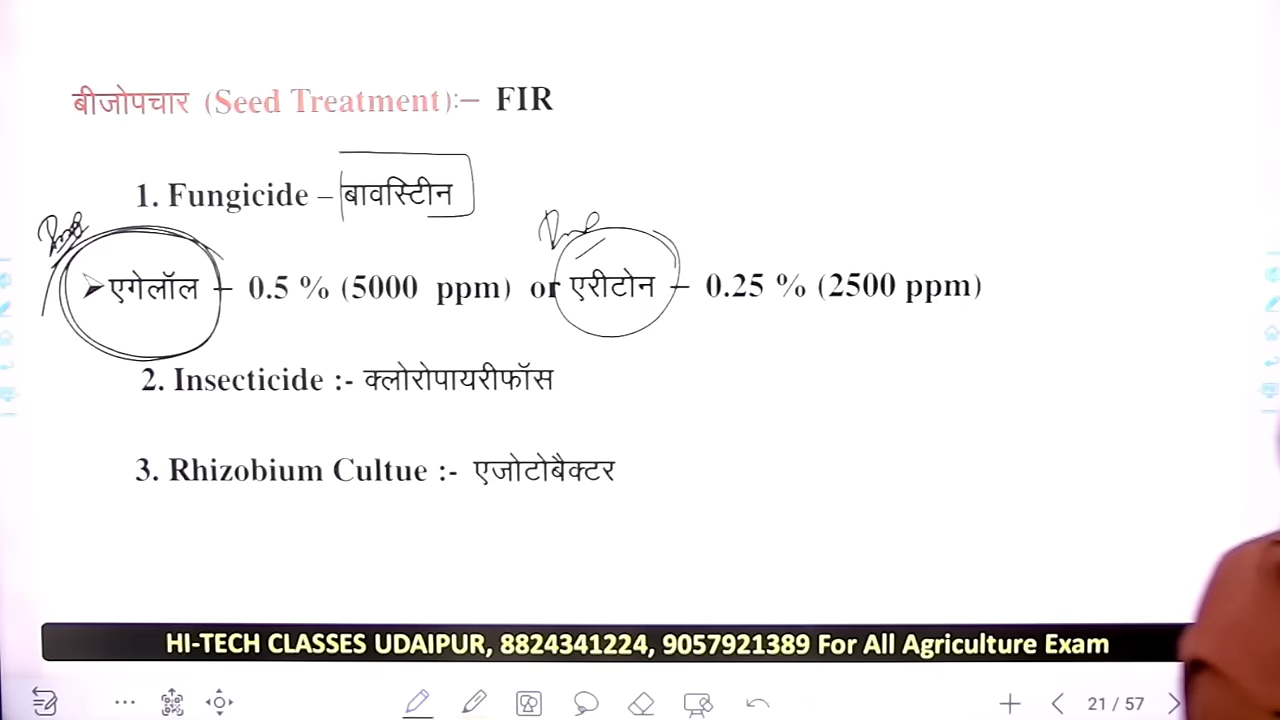 बीजोपचार (Seed Treatment):– FIR
1. Fungicide – बावस्टिीन
➢एगेलॉल – 0.5 % (5000 ppm) or एरीटोन – 0.25 % (2500 ppm)
2. Insecticide :- क्लोरोपायरीफॉस
3. Rhizobium Cultue :- एजोटोबैक्टर
HI-TECH CLASSES UDAIPUR, 8824341224, 9057921389 For All Agriculture Exam
21 / 57